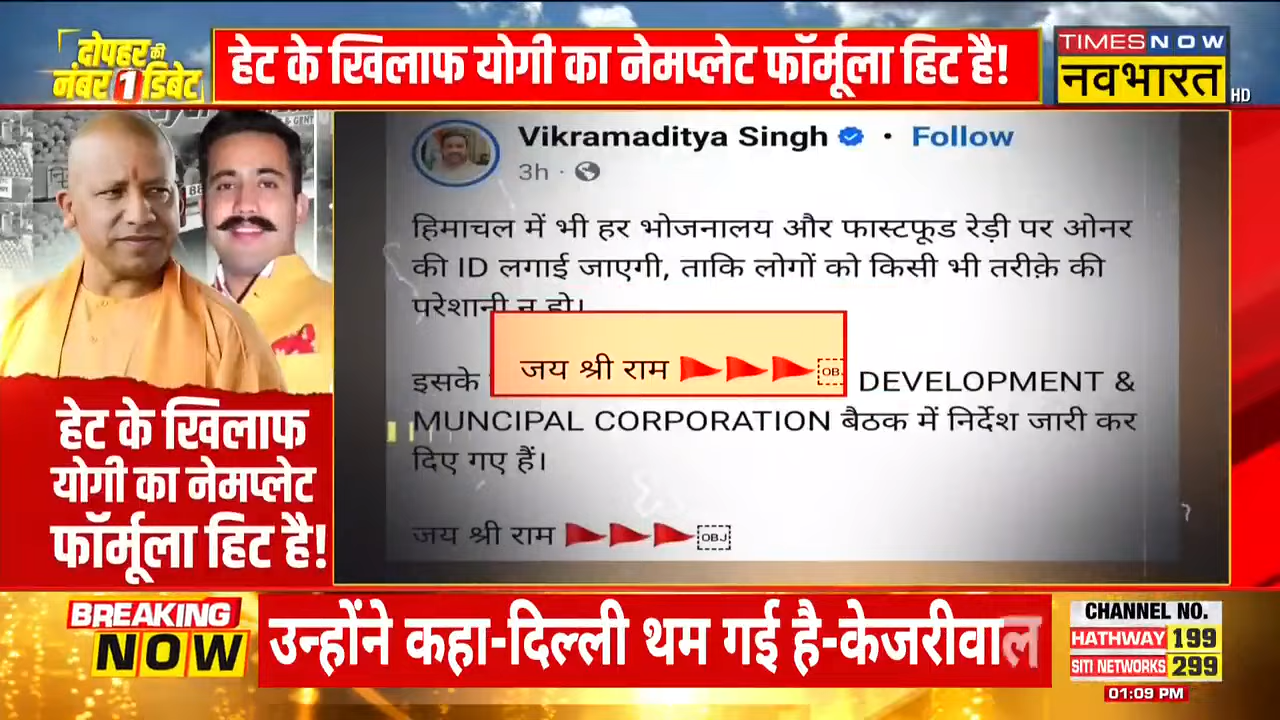 दोपहर की
नंबर 1 डिबेट
हेट के खिलाफ योगी का नेमप्लेट फॉर्मूला हिट है!
TIMES NOW
नवभारत
HD
Vikramaditya Singh • Follow
3h ·
हिमाचल में भी हर भोजनालय और फास्टफूड रेड़ी पर ओनर
की ID लगाई जाएगी, ताकि लोगों को किसी भी तरीक़े की
परेशानी न हो।
जय श्री राम 🚩🚩🚩
इसके DEVELOPMENT &
MUNCIPAL CORPORATION बैठक में निर्देश जारी कर
दिए गए हैं।
जय श्री राम 🚩🚩🚩 OBJ
हेट के खिलाफ
योगी का नेमप्लेट
फॉर्मूला हिट है!
BREAKING
NOW
उन्होंने कहा-दिल्ली थम गई है-केजरीवाल
CHANNEL NO.
HATHWAY 199
SITI NETWORKS 299
01:09 PM